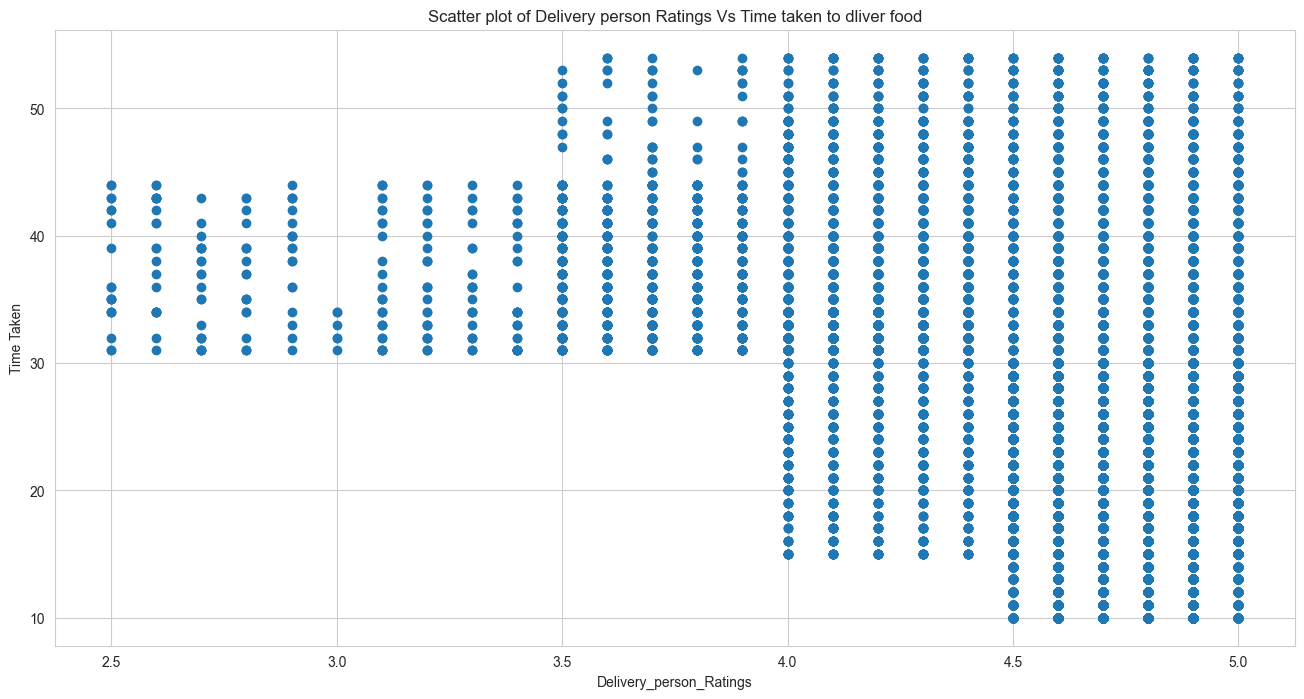 Scatter plot of Delivery person Ratings Vs Time taken to dliver food
Time Taken
50
40
30
20
10
2.5 3.0 3.5 4.0 4.5 5.0
Delivery_person_Ratings